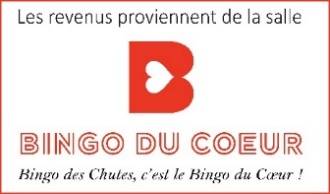 Les revenus proviennent de la salle
B
BINGO DU COEUR
Bingo des Chutes, c'est le Bingo du Cœur !